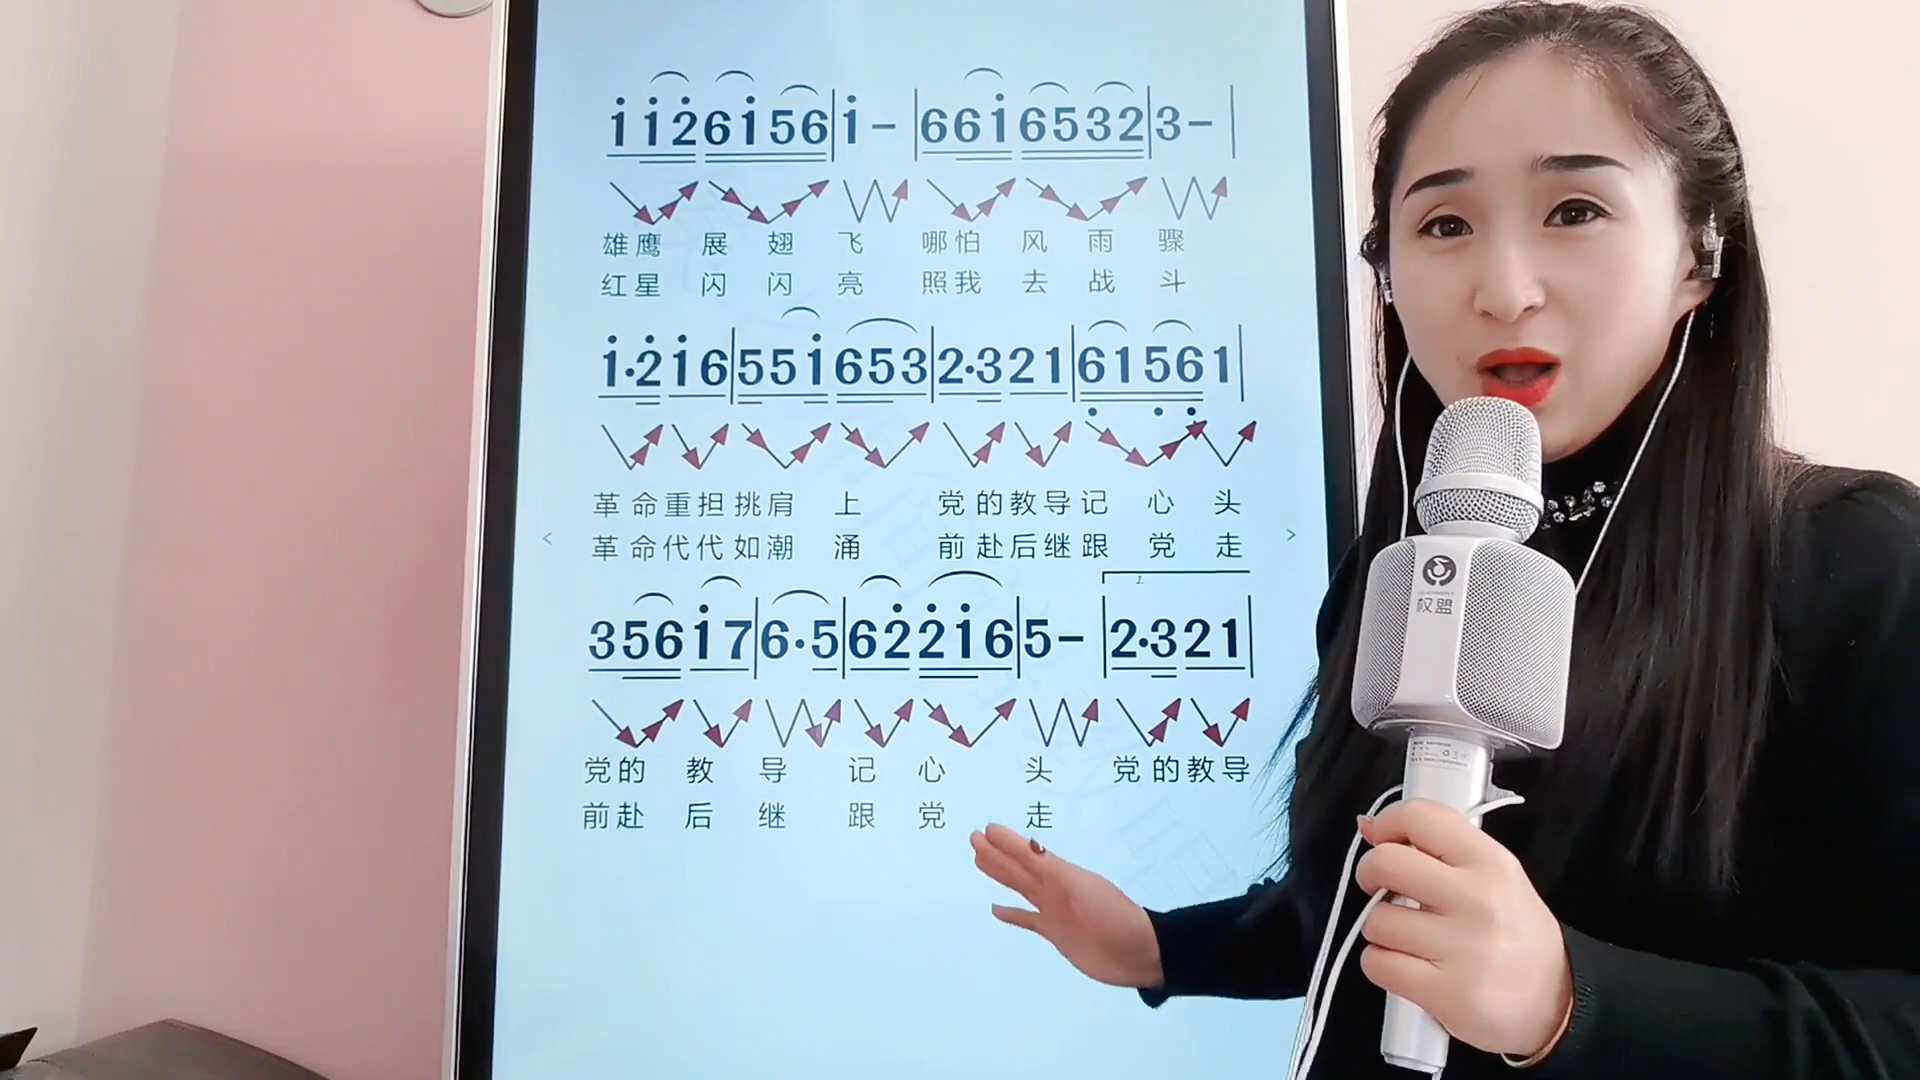 i i 2 6 i 5 6 | i – | 6 6 i 6 5 3 2 | 3 – |
雄鹰 展 翅 飞 哪怕 风 雨 骤
红星 闪 闪 亮 照我 去 战 斗
i·2 i 6 | 5 5 i 6 5 3 | 2·3 2 1 | 6 1 5 6 1 |
革命重担挑肩 上 党的教导记 心 头
革命代代如潮 涌 前赴后继跟 党 走
1.
3 5 6 i 7 | 6·5 | 6 2 2 i 6 | 5 – | 2·3 2 1 |
党的 教 导 记 心 头 党的教导
前赴 后 继 跟 党 走
权盟